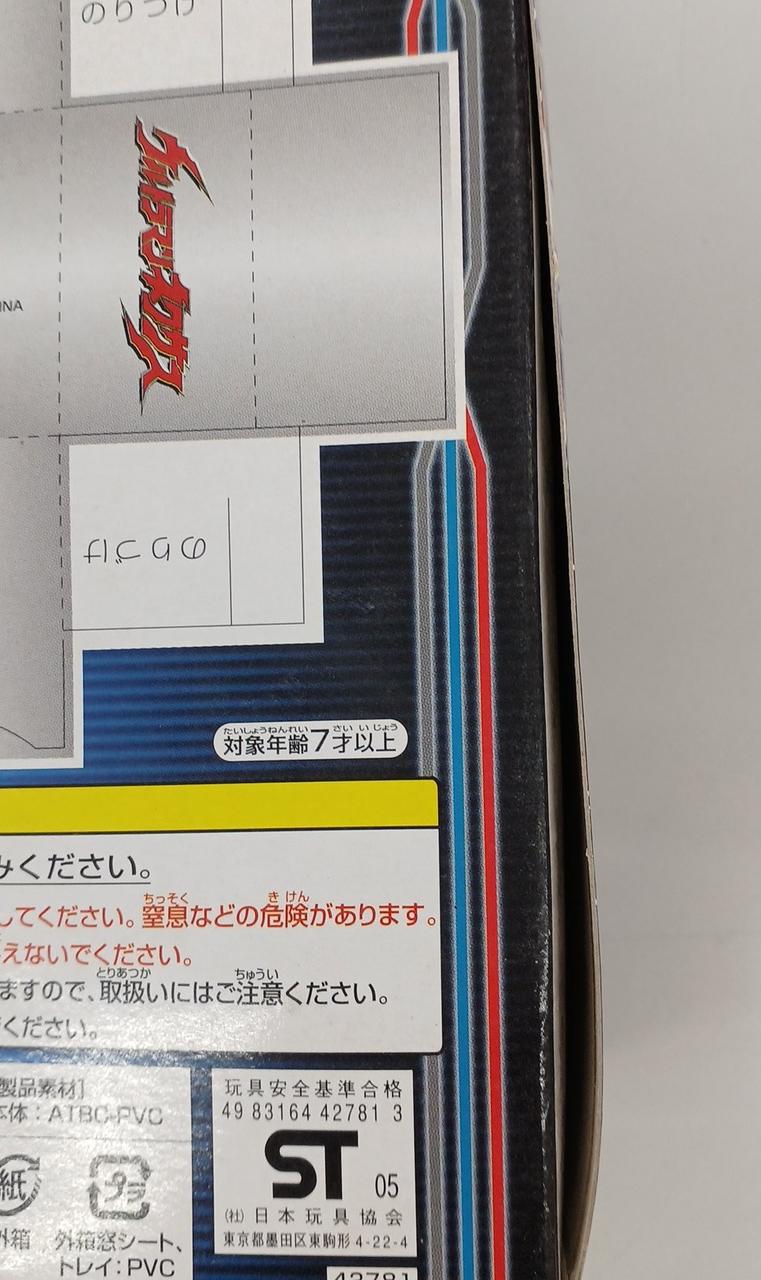 のりづけ
INA
ウルトラマンネクサス
のりづけ
たいしょうねんれい さい いじょう
対象年齢7才以上
みください。
ちっそく きけん
してください。窒息などの危険があります。
えないでください。
とりあつか ちゅうい
ますので、取扱いにはご注意ください。
ください。
製品素材]
本体：ATBC-PVC
玩具安全基準合格
49 83164 42781 3
ST 05
(社)日本玩具協会
東京都墨田区東駒形4-22-4
紙
プラ
外箱
外箱窓シート、
トレイ：PVC
42781